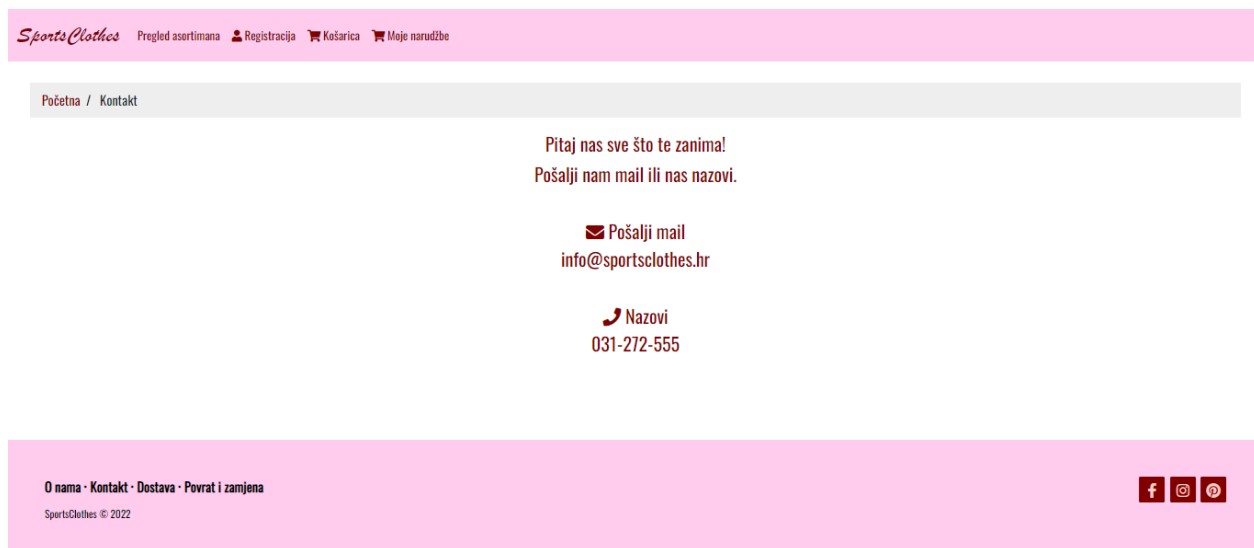 SportsClothes Pregled asortimana Registracija Košarica Moje narudžbe
Početna / Kontakt
Pitaj nas sve što te zanima!
Pošalji nam mail ili nas nazovi.
Pošalji mail
info@sportsclothes.hr
Nazovi
031-272-555
O nama · Kontakt · Dostava · Povrat i zamjena
SportsClothes © 2022